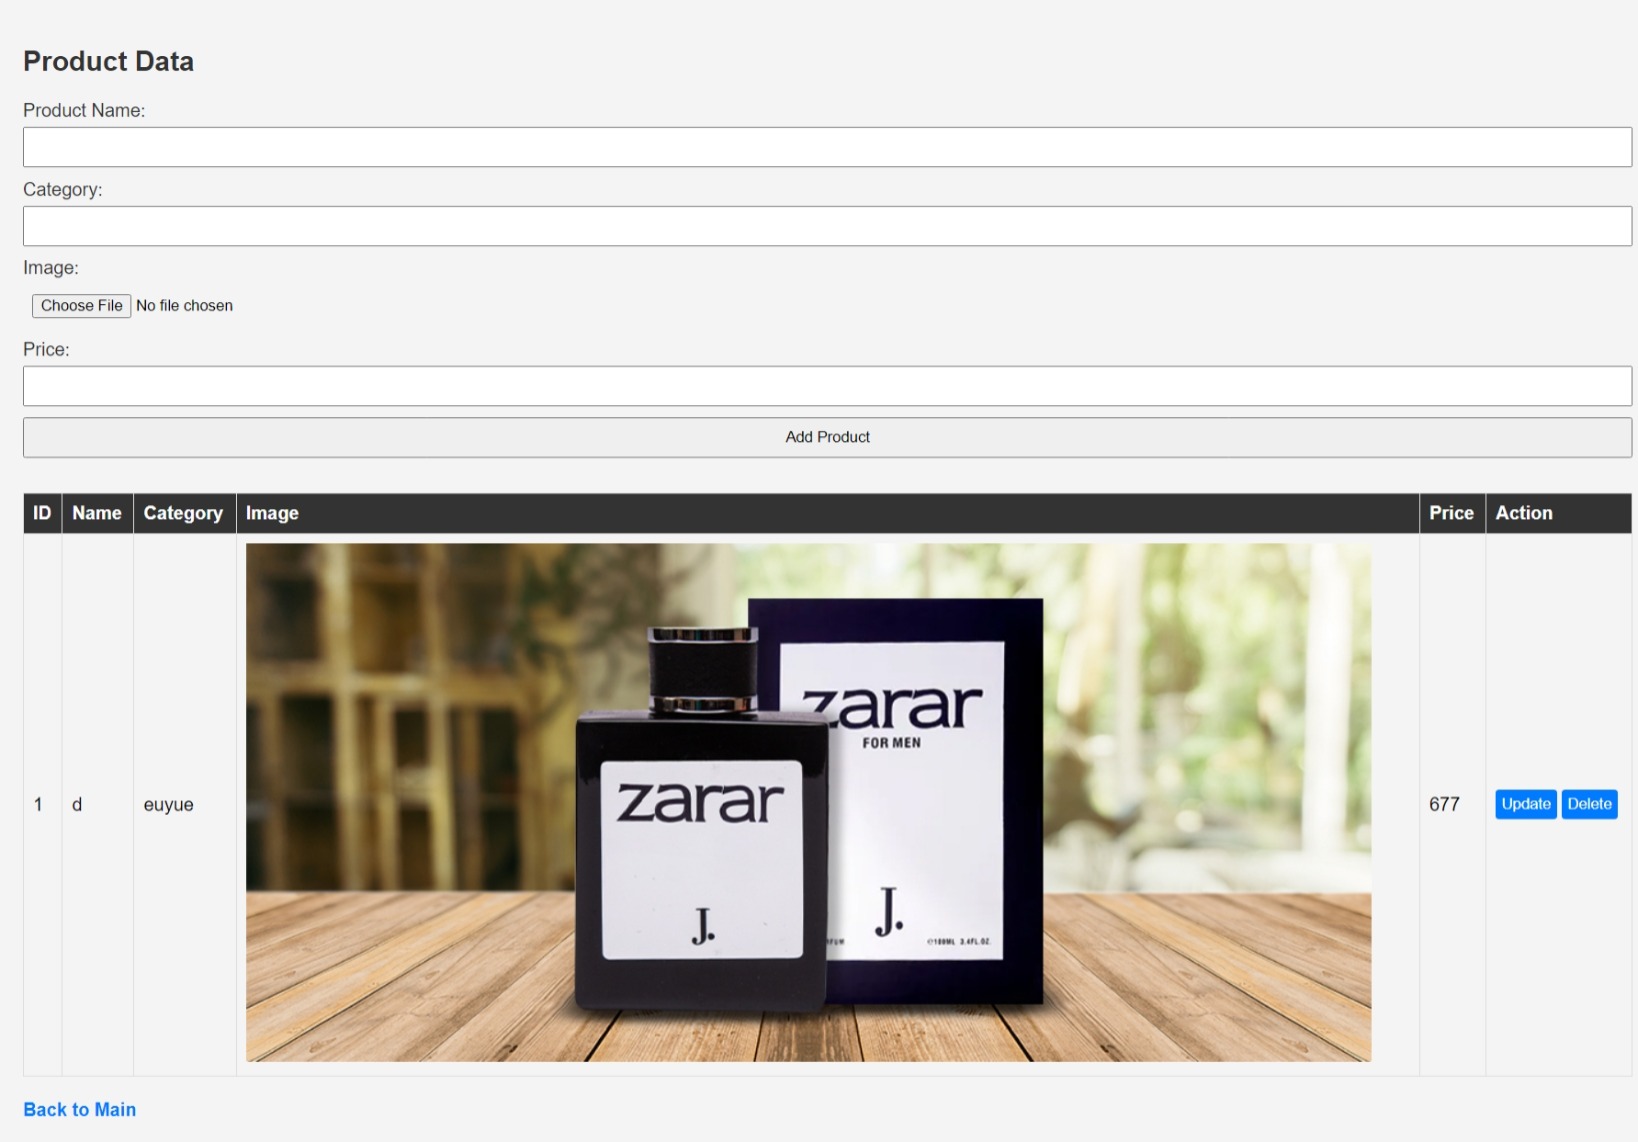 Product Data
Product Name:
Category:
Image:
Choose File No file chosen
Price:
Add Product
ID Name Category Image Price Action
zarar
FOR MEN
zarar
J.
J.
100ML 3.4FL.OZ.
1 d euyue 677 Update Delete
Back to Main